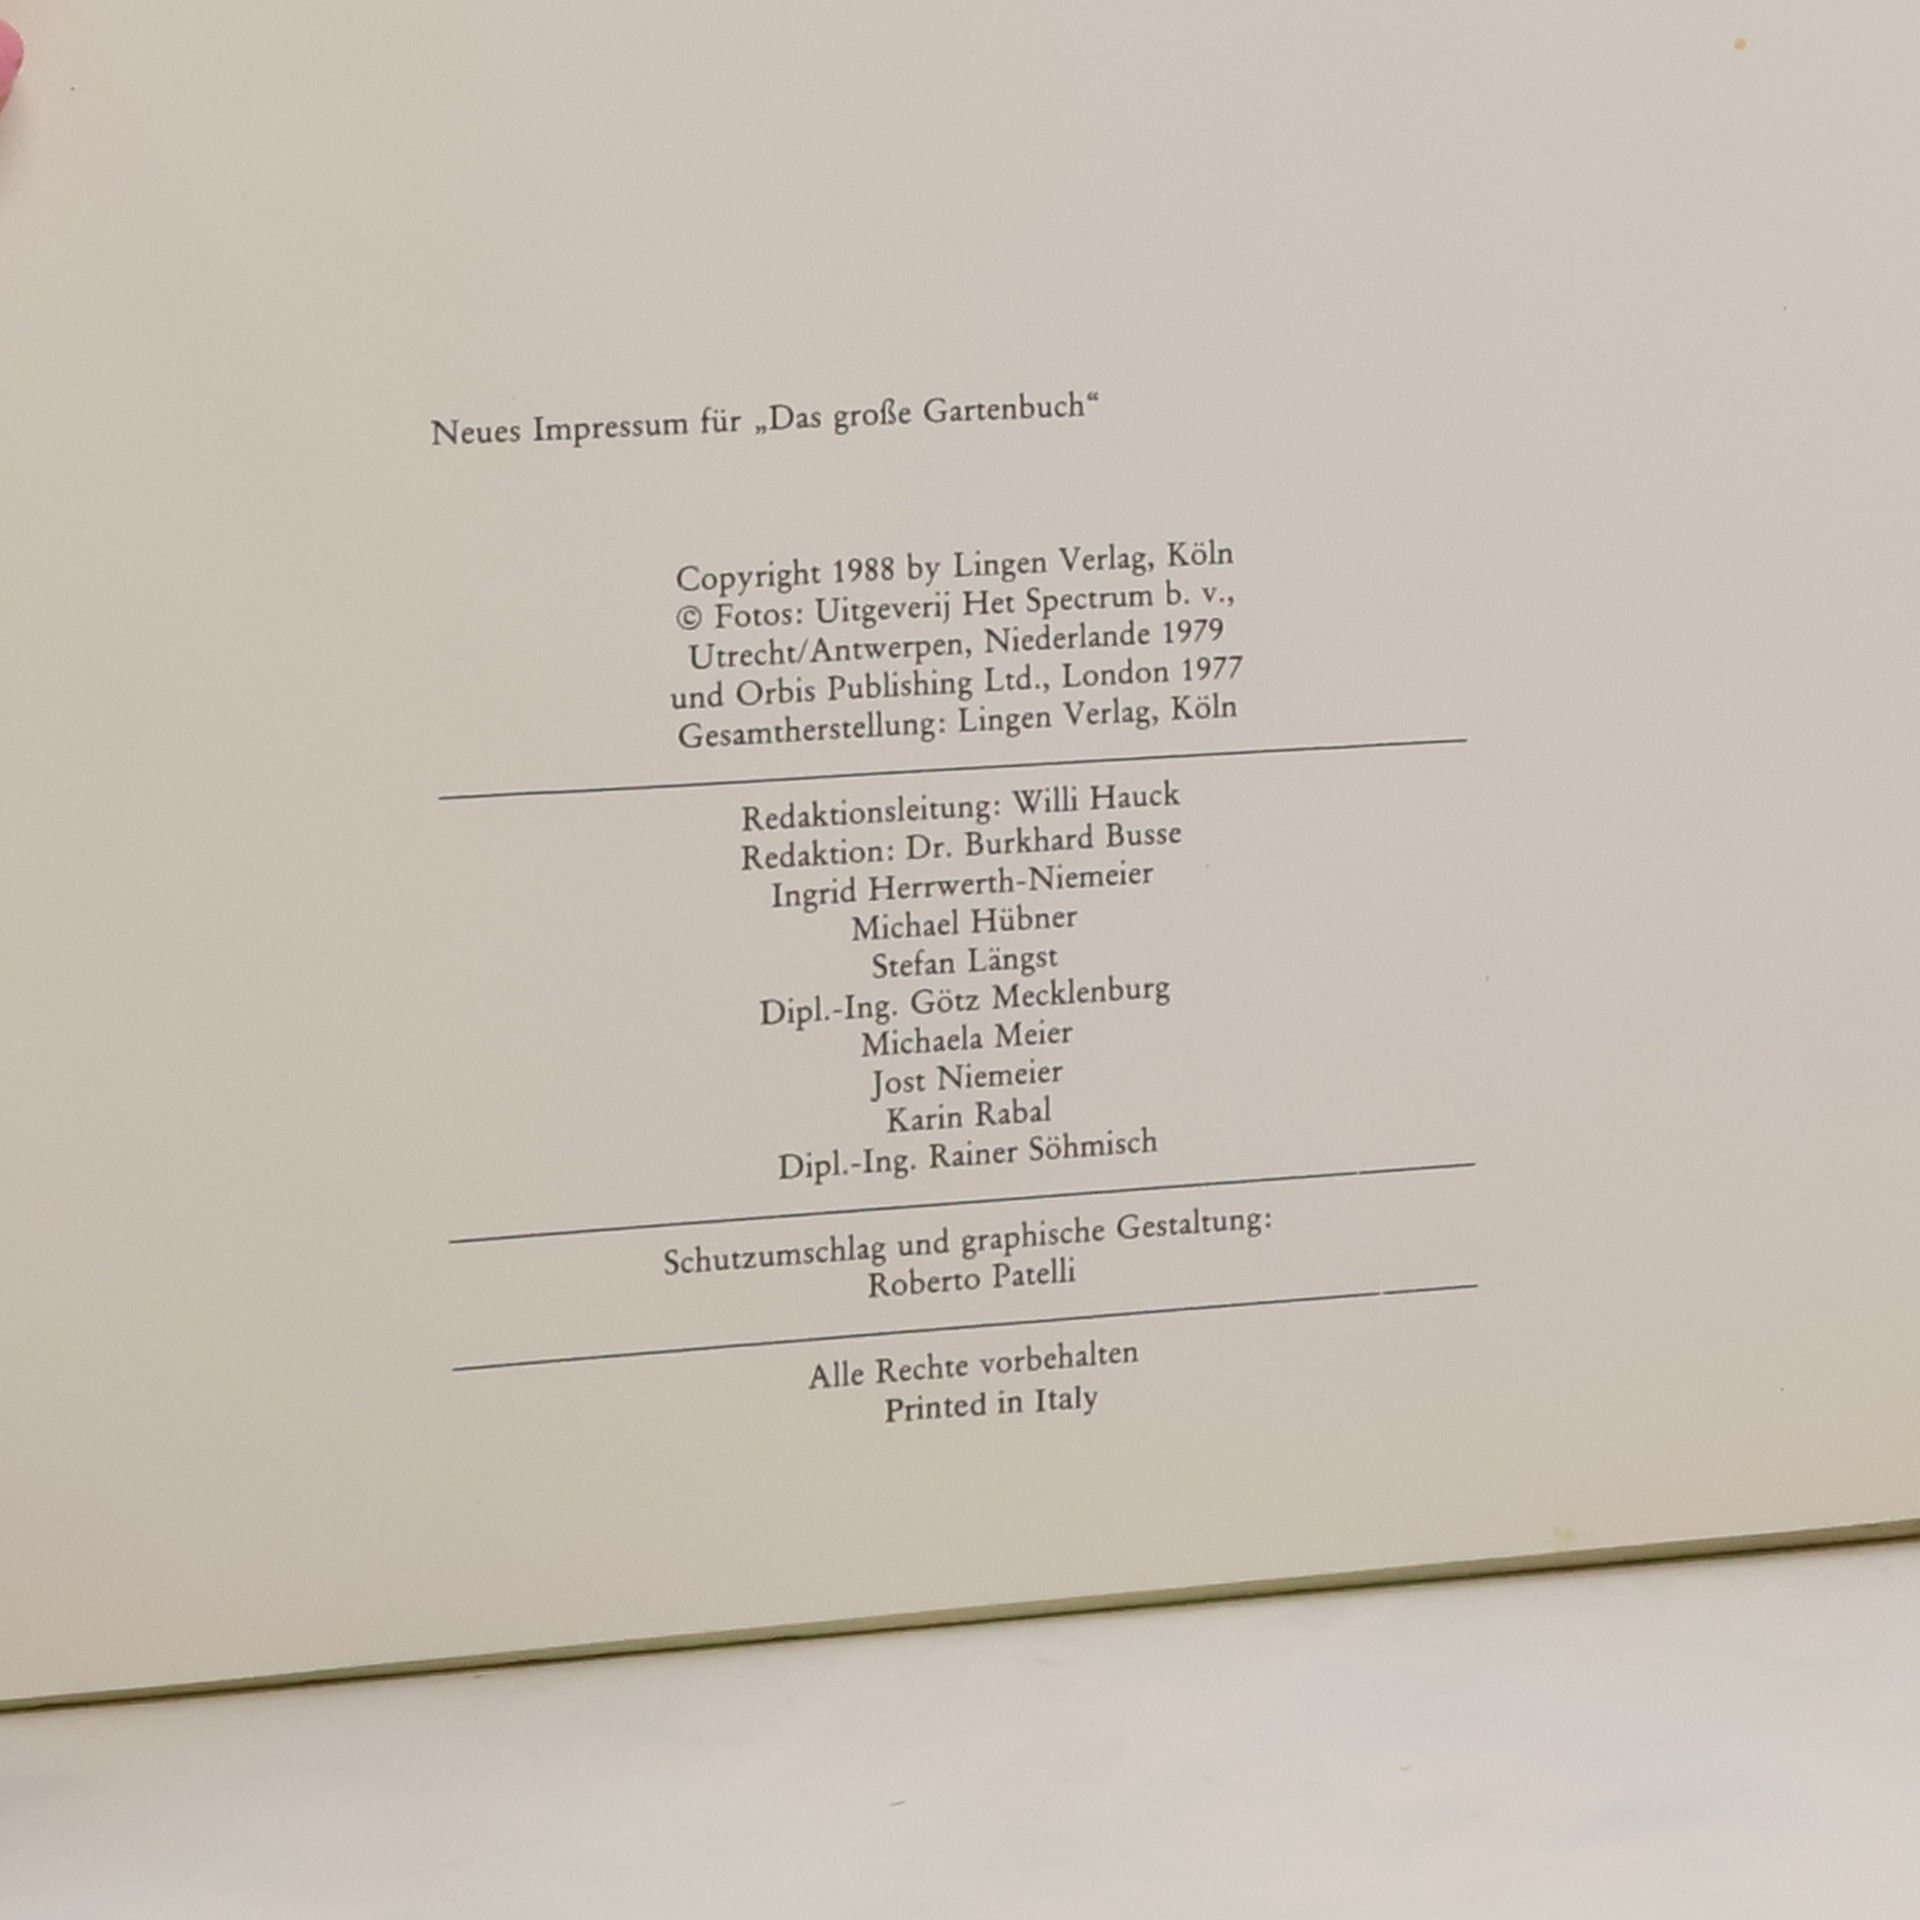 Neues Impressum für „Das große Gartenbuch“
Copyright 1988 by Lingen Verlag, Köln
© Fotos: Uitgeverij Het Spectrum b. v.,
Utrecht/Antwerpen, Niederlande 1979
und Orbis Publishing Ltd., London 1977
Gesamtherstellung: Lingen Verlag, Köln
Redaktionsleitung: Willi Hauck
Redaktion: Dr. Burkhard Busse
Ingrid Herrwerth-Niemeier
Michael Hübner
Stefan Längst
Dipl.-Ing. Götz Mecklenburg
Michaela Meier
Jost Niemeier
Karin Rabal
Dipl.-Ing. Rainer Söhmisch
Schutzumschlag und graphische Gestaltung:
Roberto Patelli
Alle Rechte vorbehalten
Printed in Italy